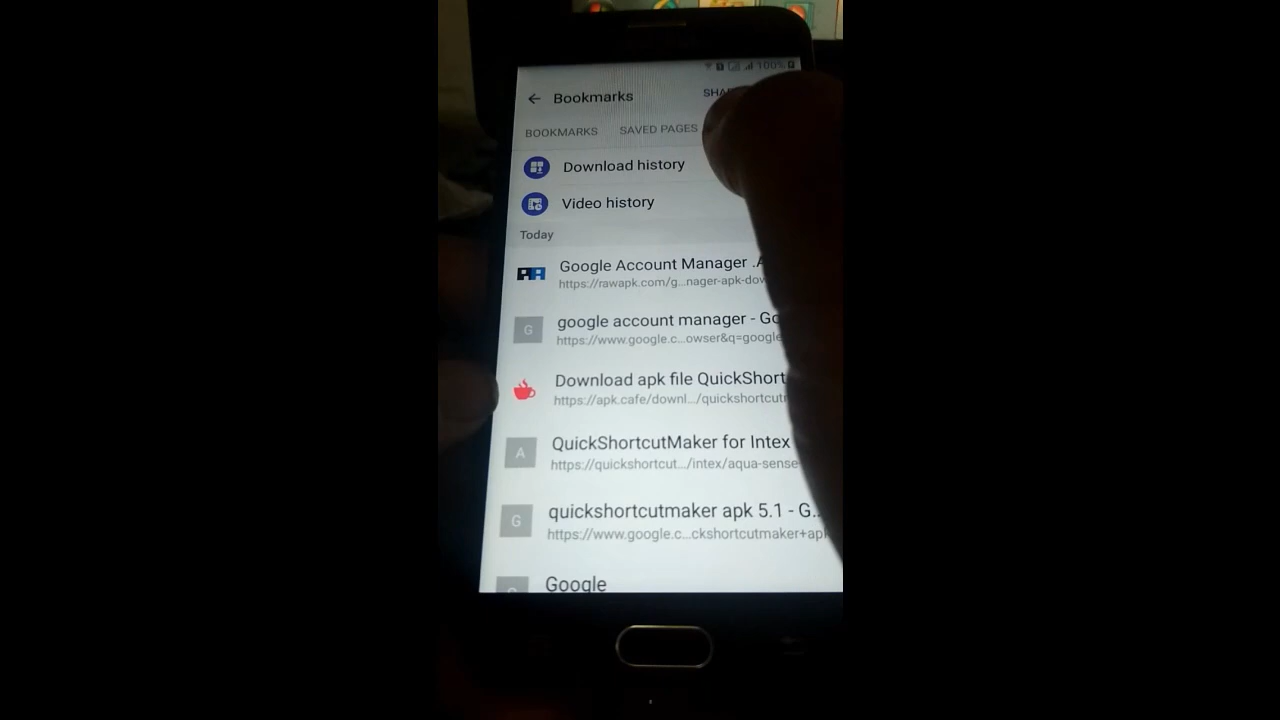 100%
Bookmarks
BOOKMARKS SAVED PAGES
Download history
Video history
Today
Google Account Manager
https://rawapk.com/g...nager-apk-dow
google account manager - Go
https://www.google.c...owser&q=google
Download apk file QuickShort
https://apk.cafe/downl.../quickshortcut
G
A
QuickShortcutMaker for Intex
https://quickshortcut.../intex/aqua-sense-
G
quickshortcutmaker apk 5.1 - G...
https://www.google.c...ckshortcutmaker+apk
Google